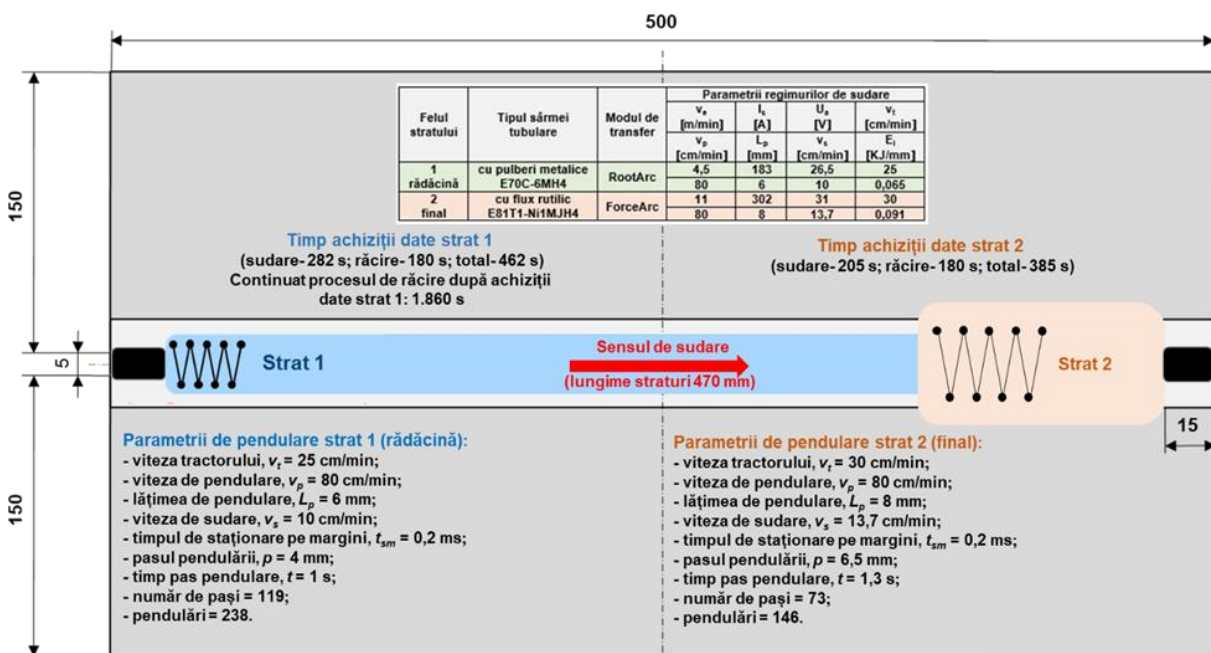 500
150
5
150
15
Parametrii regimurilor de sudare
Felul stratului Tipul sârmei tubulare Modul de transfer
vₑ [m/min] Iₛ [A] Uₐ [V] vₜ [cm/min]
vₚ [cm/min] Lₚ [mm] vₛ [cm/min] Eₗ [KJ/mm]
1 rădăcină cu pulberi metalice E70C-6MH4 RootArc 4,5 183 26,5 25
80 6 10 0,065
2 final cu flux rutilic E81T1-Ni1MJH4 ForceArc 11 302 31 30
80 8 13,7 0,091
Timp achiziții date strat 1
(sudare- 282 s; răcire- 180 s; total- 462 s)
Continuat procesul de răcire după achiziții
date strat 1: 1.860 s
Timp achiziții date strat 2
(sudare- 205 s; răcire- 180 s; total- 385 s)
Strat 1
Sensul de sudare
(lungime straturi 470 mm)
Strat 2
Parametrii de pendulare strat 1 (rădăcină):
- viteza tractorului, vₜ = 25 cm/min;
- viteza de pendulare, vₚ = 80 cm/min;
- lățimea de pendulare, Lₚ = 6 mm;
- viteza de sudare, vₛ = 10 cm/min;
- timpul de staționare pe margini, tₛₘ = 0,2 ms;
- pasul pendulării, p = 4 mm;
- timp pas pendulare, t = 1 s;
- număr de pași = 119;
- pendulări = 238.
Parametrii de pendulare strat 2 (final):
- viteza tractorului, vₜ = 30 cm/min;
- viteza de pendulare, vₚ = 80 cm/min;
- lățimea de pendulare, Lₚ = 8 mm;
- viteza de sudare, vₛ = 13,7 cm/min;
- timpul de staționare pe margini, tₛₘ = 0,2 ms;
- pasul pendulării, p = 6,5 mm;
- timp pas pendulare, t = 1,3 s;
- număr de pași = 73;
- pendulări = 146.